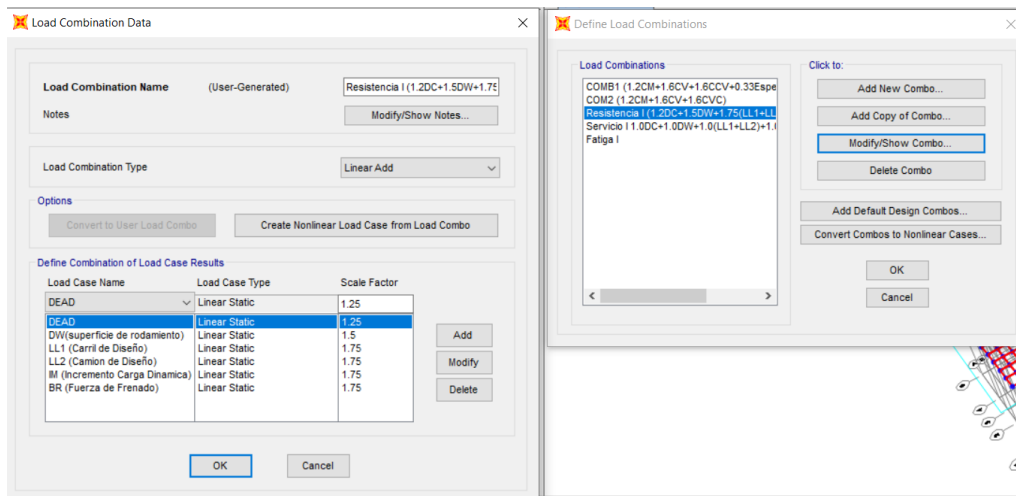 Load Combination Data
Load Combination Name (User-Generated) Resistencia I (1.2DC+1.5DW+1.75
Notes Modify/Show Notes...
Load Combination Type Linear Add
Options
Convert to User Load Combo Create Nonlinear Load Case from Load Combo
Define Combination of Load Case Results
Load Case Name Load Case Type Scale Factor
DEAD Linear Static 1.25
DEAD Linear Static 1.25
DW(superficie de rodamiento) Linear Static 1.5
LL1 (Carril de Diseño) Linear Static 1.75
LL2 (Camion de Diseño) Linear Static 1.75
IM (Incremento Carga Dinamica) Linear Static 1.75
BR (Fuerza de Frenado) Linear Static 1.75
Add
Modify
Delete
OK Cancel
Define Load Combinations
Load Combinations
COMB1 (1.2CM+1.6CV+1.6CCV+0.33Espe
COM2 (1.2CM+1.6CV+1.6CVC)
Resistencia I (1.2DC+1.5DW+1.75(LL1+LL
Servicio I 1.0DC+1.0DW+1.0(LL1+LL2)+1.0
Fatiga I
Click to:
Add New Combo...
Add Copy of Combo...
Modify/Show Combo...
Delete Combo
Add Default Design Combos...
Convert Combos to Nonlinear Cases...
OK
Cancel